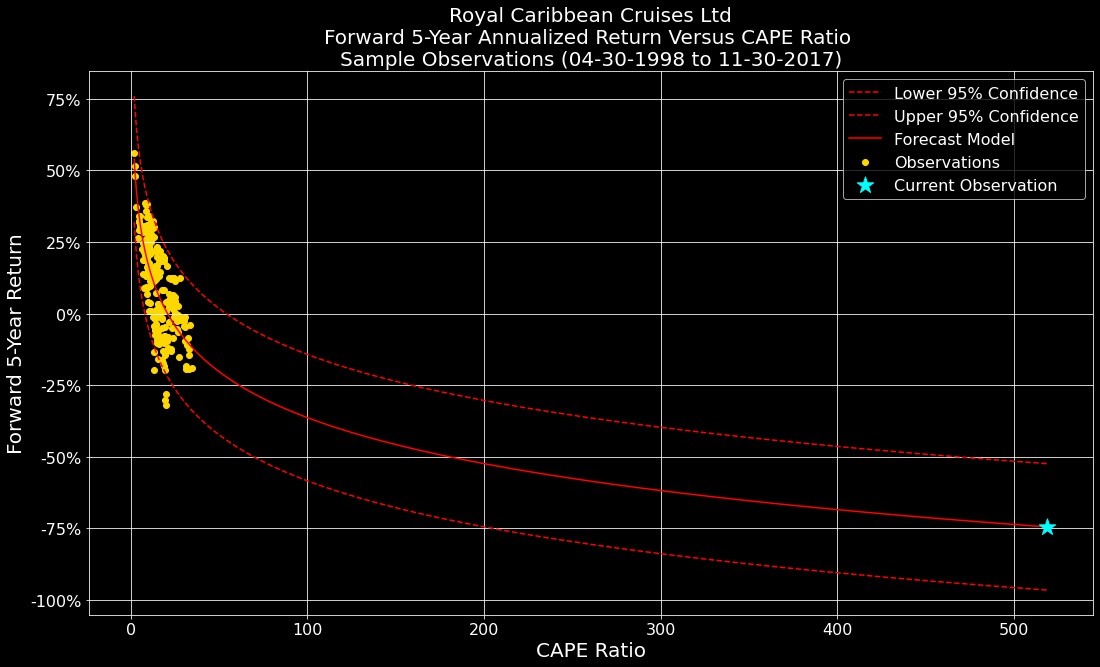 Royal Caribbean Cruises Ltd
Forward 5-Year Annualized Return Versus CAPE Ratio
Sample Observations (04-30-1998 to 11-30-2017)
Lower 95% Confidence
Upper 95% Confidence
Forecast Model
Observations
Current Observation
Forward 5-Year Return
75%
50%
25%
0%
-25%
-50%
-75%
-100%
0 100 200 300 400 500
CAPE Ratio